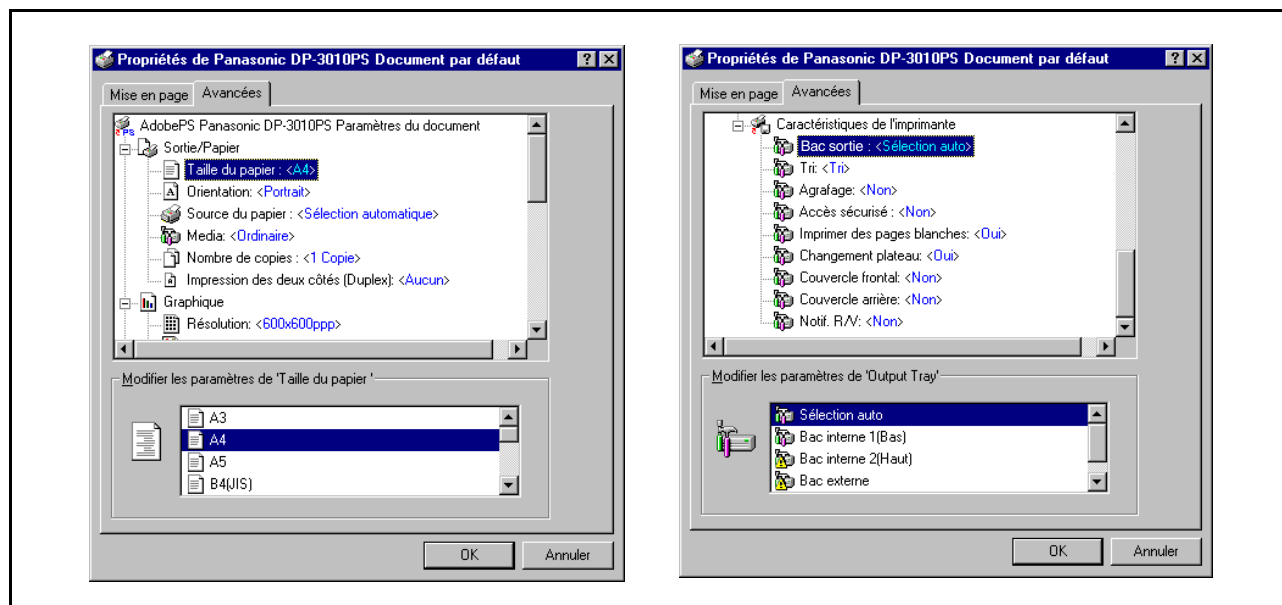 Propriétés de Panasonic DP-3010PS Document par défaut
Mise en page
Avancées
AdobePS Panasonic DP-3010PS Paramètres du document
Sortie/Papier
Taille du papier : <A4>
Orientation: <Portrait>
Source du papier : <Sélection automatique>
Media: <Ordinaire>
Nombre de copies : <1 Copie>
Impression des deux côtés (Duplex): <Aucun>
Graphique
Résolution: <600x600ppp>
Modifier les paramètres de 'Taille du papier '
A3
A4
A5
B4(JIS)
OK
Annuler
Propriétés de Panasonic DP-3010PS Document par défaut
Mise en page
Avancées
Caractéristiques de l'imprimante
Bac sortie : <Sélection auto>
Tri: <Tri>
Agrafage: <Non>
Accès sécurisé : <Non>
Imprimer des pages blanches: <Oui>
Changement plateau: <Oui>
Couvercle frontal: <Non>
Couvercle arrière: <Non>
Notif. R/V: <Non>
Modifier les paramètres de 'Output Tray'
Sélection auto
Bac interne 1(Bas)
Bac interne 2(Haut)
Bac externe
OK
Annuler